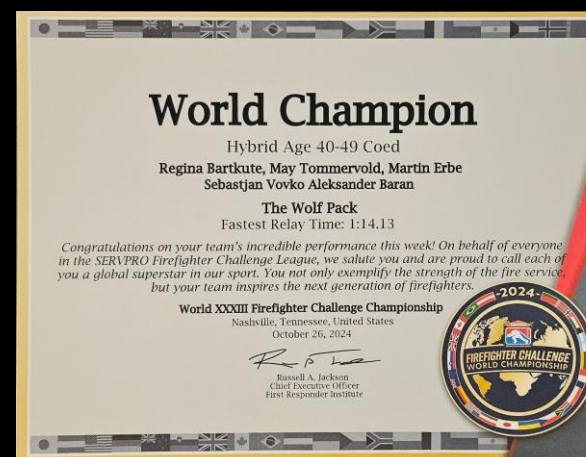 World Champion
Hybrid Age 40-49 Coed
Regina Bartkute, May Tommervold, Martin Erbe
Sebastjan Vovko Aleksander Baran
The Wolf Pack
Fastest Relay Time: 1:14.13
Congratulations on your team's incredible performance this week! On behalf of everyone
in the SERVPRO Firefighter Challenge League, we salute you and are proud to call each of
you a global superstar in our sport. You not only exemplify the strength of the fire service,
but your team inspires the next generation of firefighters.
World XXXIII Firefighter Challenge Championship
Nashville, Tennessee, United States
October 26, 2024
Russell A. Jackson
Chief Executive Officer
First Responder Institute
-2024-
FIREFIGHTER CHALLENGE
WORLD CHAMPIONSHIP